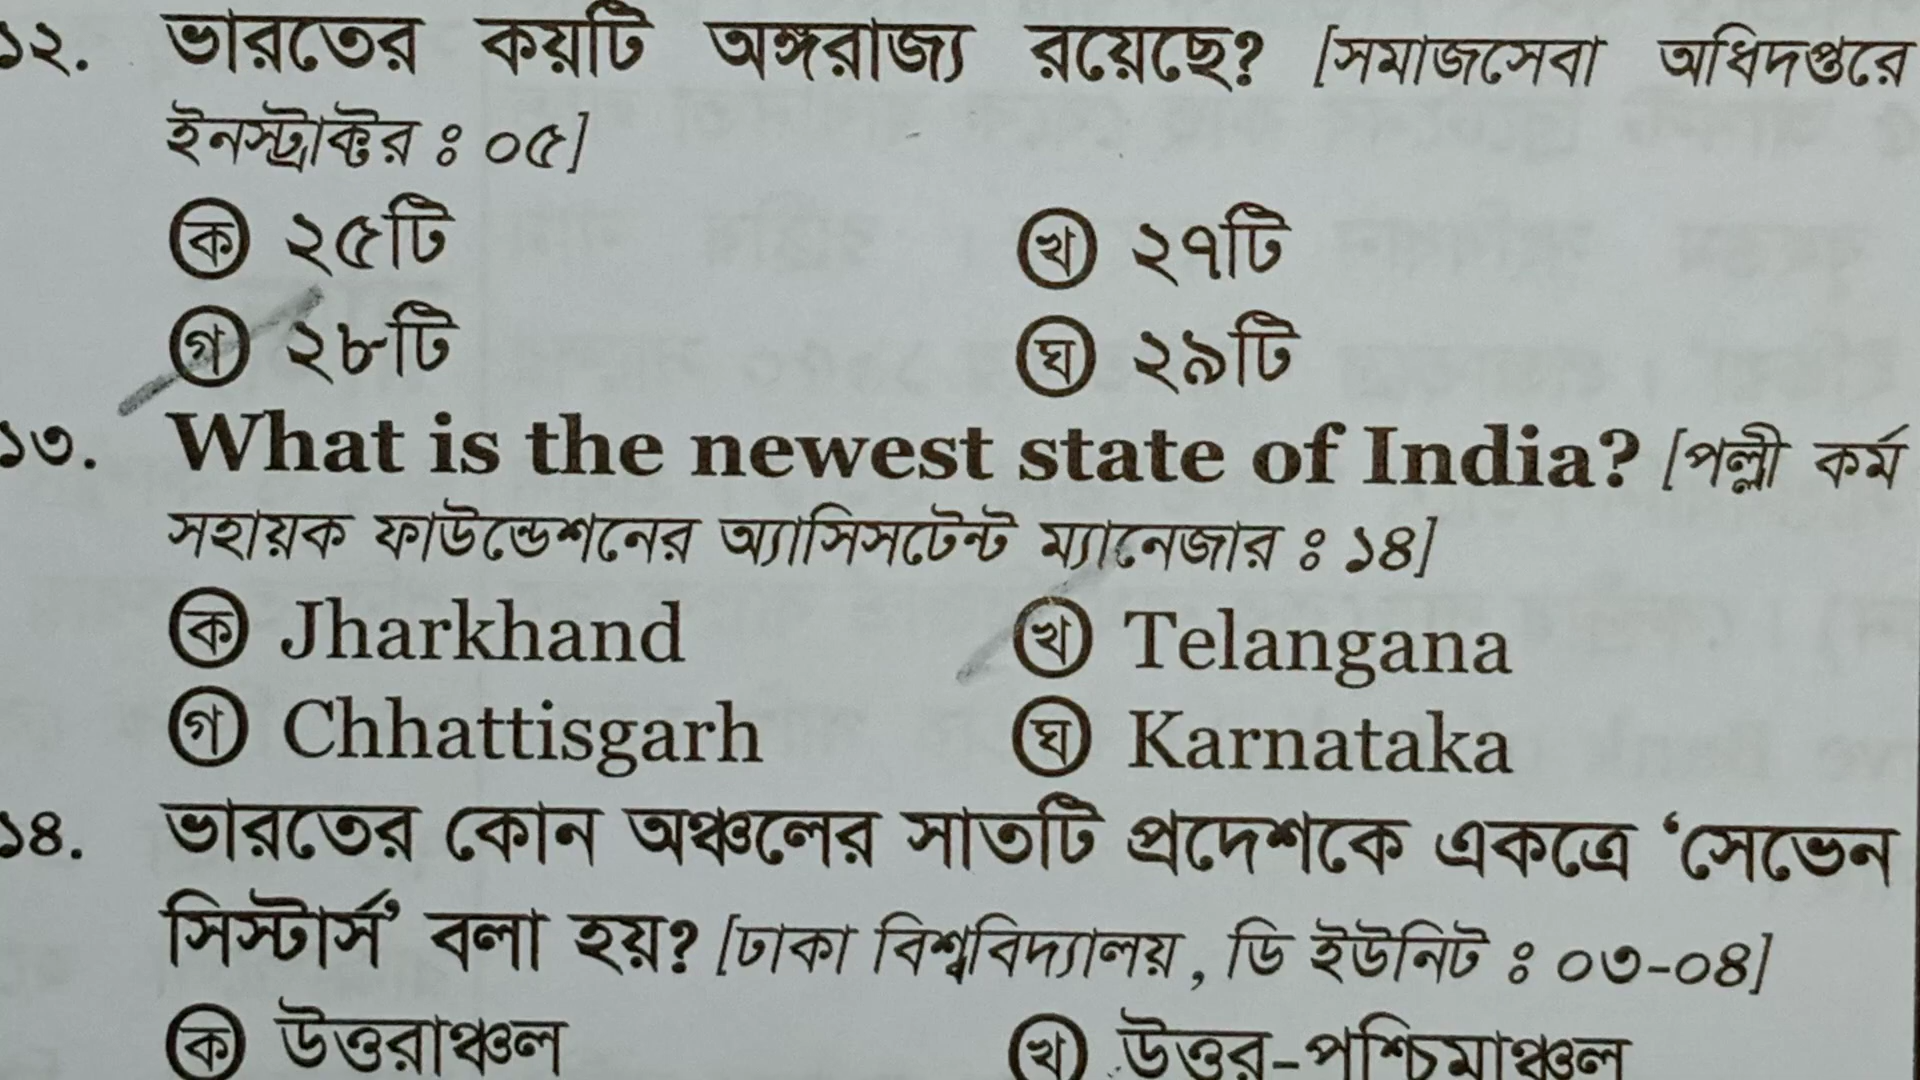 ১২. ভারতের কয়টি অঙ্গরাজ্য রয়েছে? [সমাজসেবা অধিদপ্তরে
ইনস্ট্রাক্টর : ০৫]
ক ২৫টি খ ২৭টি
গ ২৮টি ঘ ২৯টি
১৩. What is the newest state of India? [পল্লী কর্ম
সহায়ক ফাউন্ডেশনের অ্যাসিসটেন্ট ম্যানেজার : ১৪]
ক Jharkhand খ Telangana
গ Chhattisgarh ঘ Karnataka
১৪. ভারতের কোন অঞ্চলের সাতটি প্রদেশকে একত্রে ‘সেভেন
সিস্টার্স’ বলা হয়? [ঢাকা বিশ্ববিদ্যালয়, ডি ইউনিট : ০৩-০৪]
ক উত্তরাঞ্চল খ উত্তর-পশ্চিমাঞ্চল